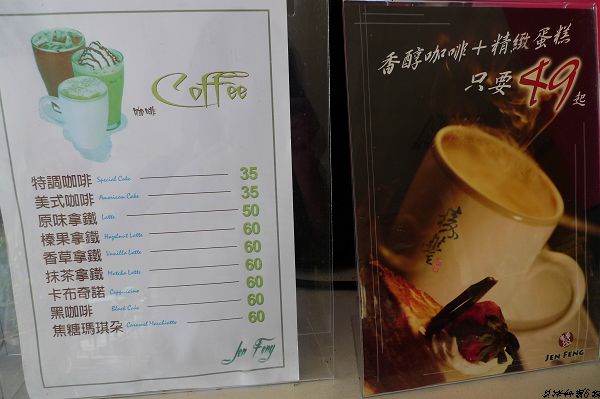 Coffee
咖啡
特調咖啡 Special Cake 35
美式咖啡 American Cake 35
原味拿鐵 Latte 50
榛果拿鐵 Hazelnut Latte 60
香草拿鐵 Vanilla Latte 60
抹茶拿鐵 Matcha Latte 60
卡布奇諾 Cappuccino 60
黑咖啡 Black Cake 60
焦糖瑪琪朵 Caramel Macchiatto 60
Jen Feng
香醇咖啡+精緻蛋糕
只要49起
JEN FENG